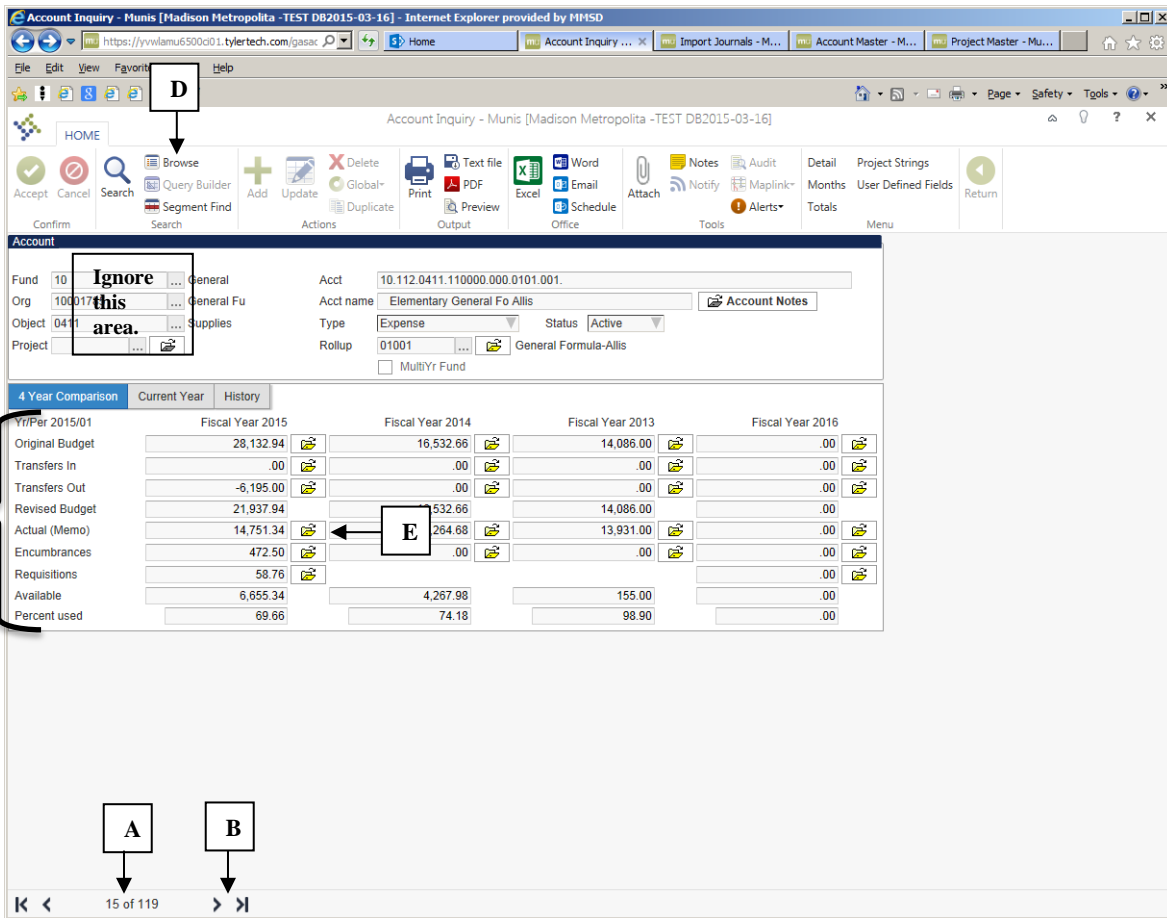 Account Inquiry - Munis [Madison Metropolita -TEST DB2015-03-16] - Internet Explorer provided by MMSD
https://yvwlamu6500ci01.tylertech.com/gasac Home Account Inquiry ... Import Journals - M... Account Master - M... Project Master - Mu...
File Edit View Favorit Help
Page Safety Tools
D
Account Inquiry - Munis [Madison Metropolita -TEST DB2015-03-16]
HOME
Browse Delete Text file Word Notes Audit Detail Project Strings
Accept Cancel Search Query Builder Add Update Global Print PDF Excel Email Attach Notify Maplink Months User Defined Fields Return
Segment Find Duplicate Preview Schedule Alerts Totals
Confirm Search Actions Output Office Tools Menu
Account
Fund 10 ... General Acct 10.112.0411.110000.000.0101.001.
Ignore
Org ... General Fu Acct name Elementary General Fo Allis Account Notes
this
Object 0411 ... Supplies Type Expense Status Active
area.
Project ... Rollup 01001 ... General Formula-Allis
MultiYr Fund
4 Year Comparison Current Year History
Yr/Per 2015/01 Fiscal Year 2015 Fiscal Year 2014 Fiscal Year 2013 Fiscal Year 2016
Original Budget 28,132.94 16,532.66 14,086.00 .00
Transfers In .00 .00 .00 .00
Transfers Out -6,195.00 .00 .00 .00
Revised Budget 21,937.94 14,086.00 .00
Actual (Memo) 14,751.34 E 13,931.00 .00
Encumbrances 472.50 .00 .00 .00
Requisitions 58.76 .00
Available 6,655.34 4,267.98 155.00 .00
Percent used 69.66 74.18 98.90 .00
A B
15 of 119